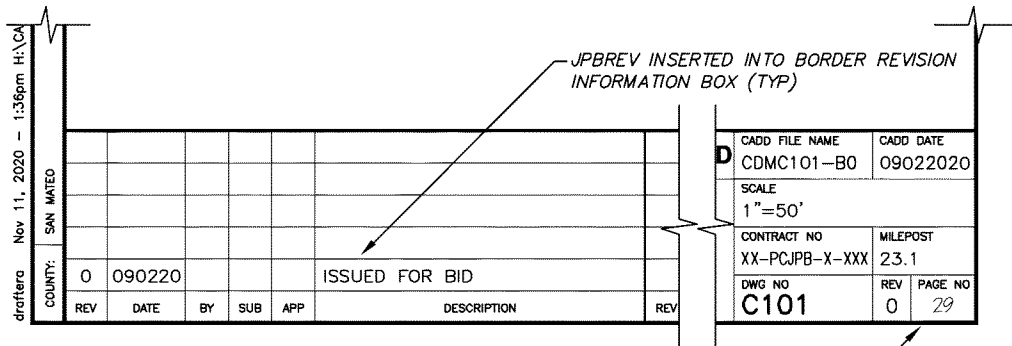 JPBREV INSERTED INTO BORDER REVISION
INFORMATION BOX (TYP)
drafterc Nov 11, 2020 - 1:36pm H:\CA
COUNTY: SAN MATEO
D
CADD FILE NAME CADD DATE
CDMC101-B0 09022020
SCALE
1"=50'
CONTRACT NO MILEPOST
XX-PCJPB-X-XXX 23.1
0 090220 ISSUED FOR BID
REV DATE BY SUB APP DESCRIPTION REV
DWG NO REV PAGE NO
C101 0 29